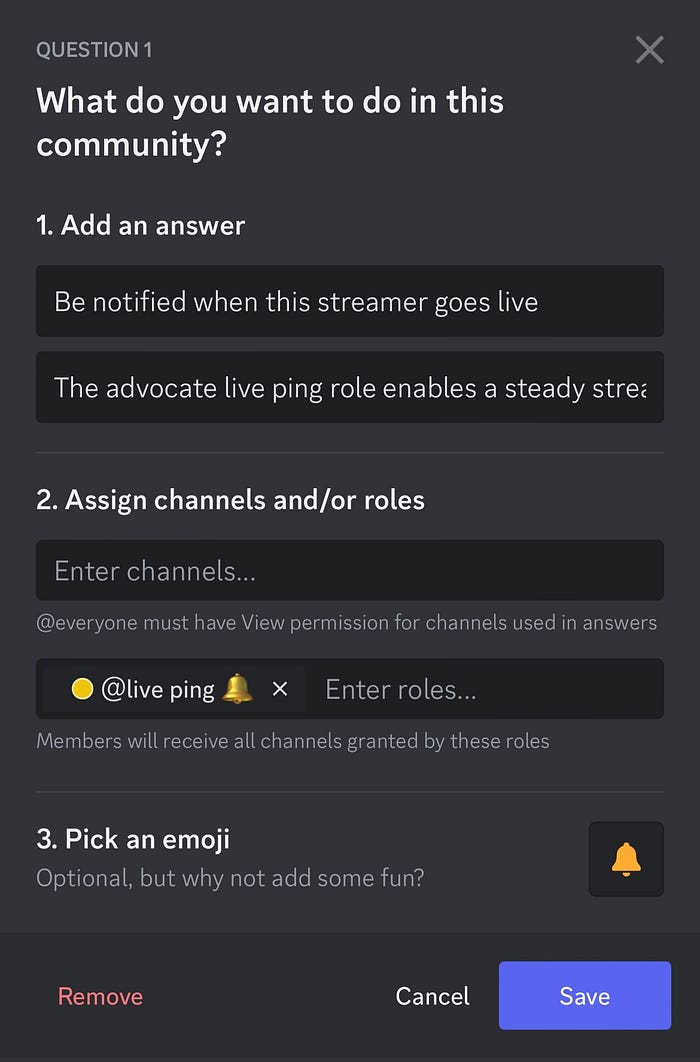 QUESTION 1
What do you want to do in this
community?
1. Add an answer
Be notified when this streamer goes live
The advocate live ping role enables a steady
2. Assign channels and/or roles
Enter channels...
@everyone must have View permission for channels used in answers
@live ping 🔔 × Enter roles...
Members will receive all channels granted by these roles
3. Pick an emoji
Optional, but why not add some fun?
Remove Cancel Save